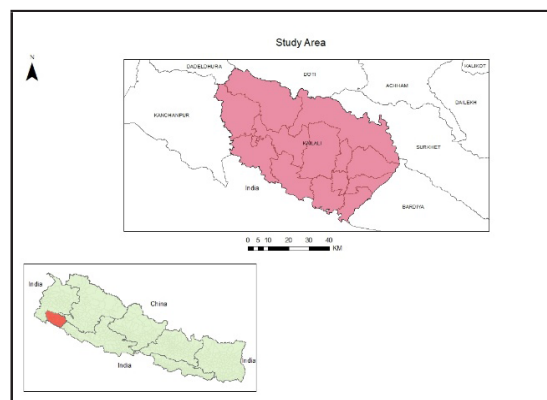 Study Area
N
DADELDHURA
DOTI
ACHHAM
KALIKOT
DAILEKH
KANCHANPUR
KAILALI
SURKHET
India
BARDIYA
0 5 10 20 30 40
KM
India
China
India
India